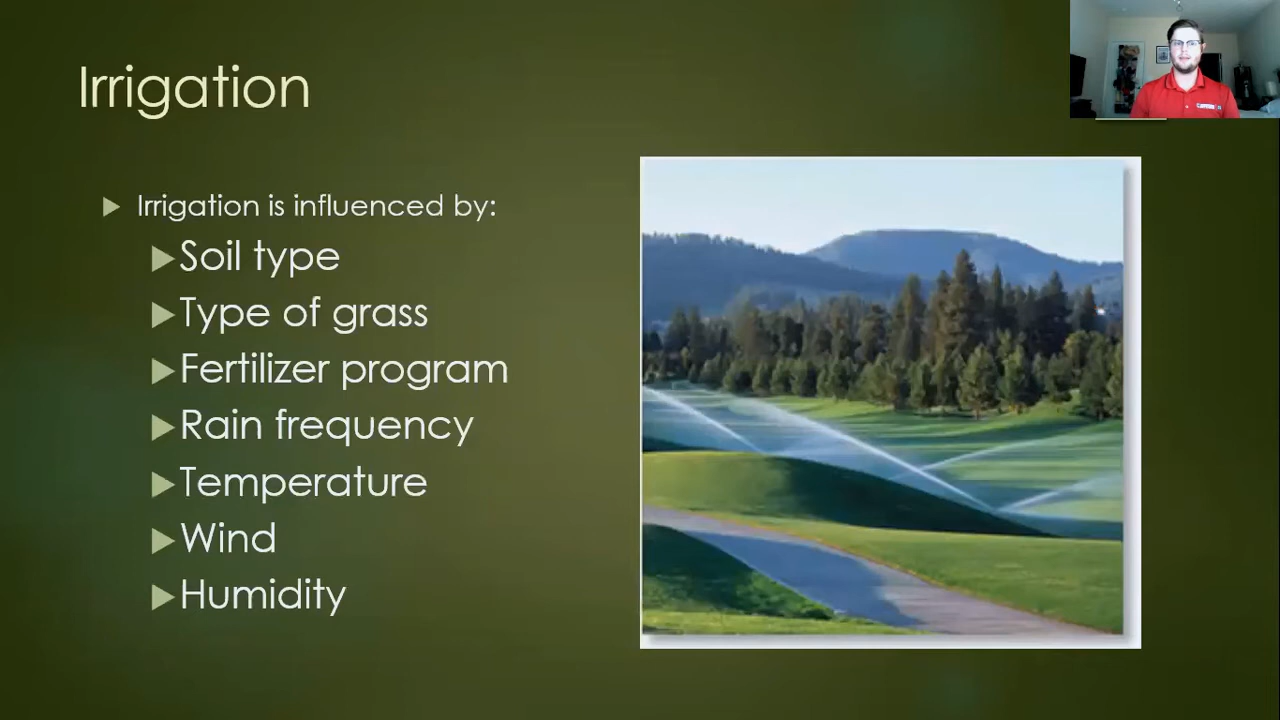 Irrigation
Irrigation is influenced by:
Soil type
Type of grass
Fertilizer program
Rain frequency
Temperature
Wind
Humidity